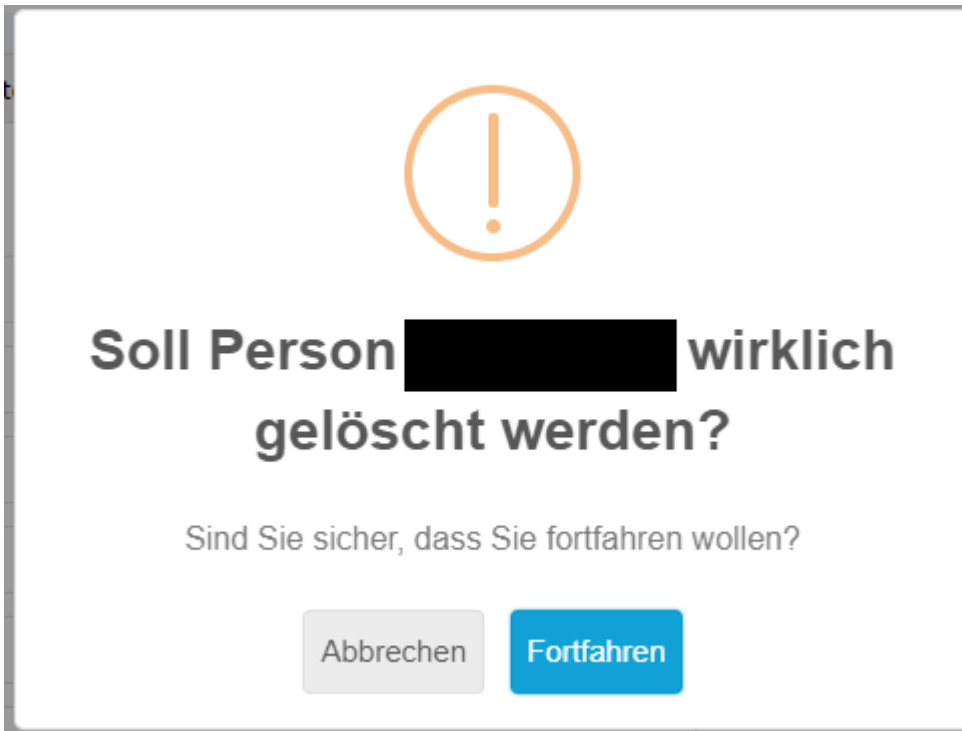 Soll Person wirklich
gelöscht werden?
Sind Sie sicher, dass Sie fortfahren wollen?
Abbrechen
Fortfahren